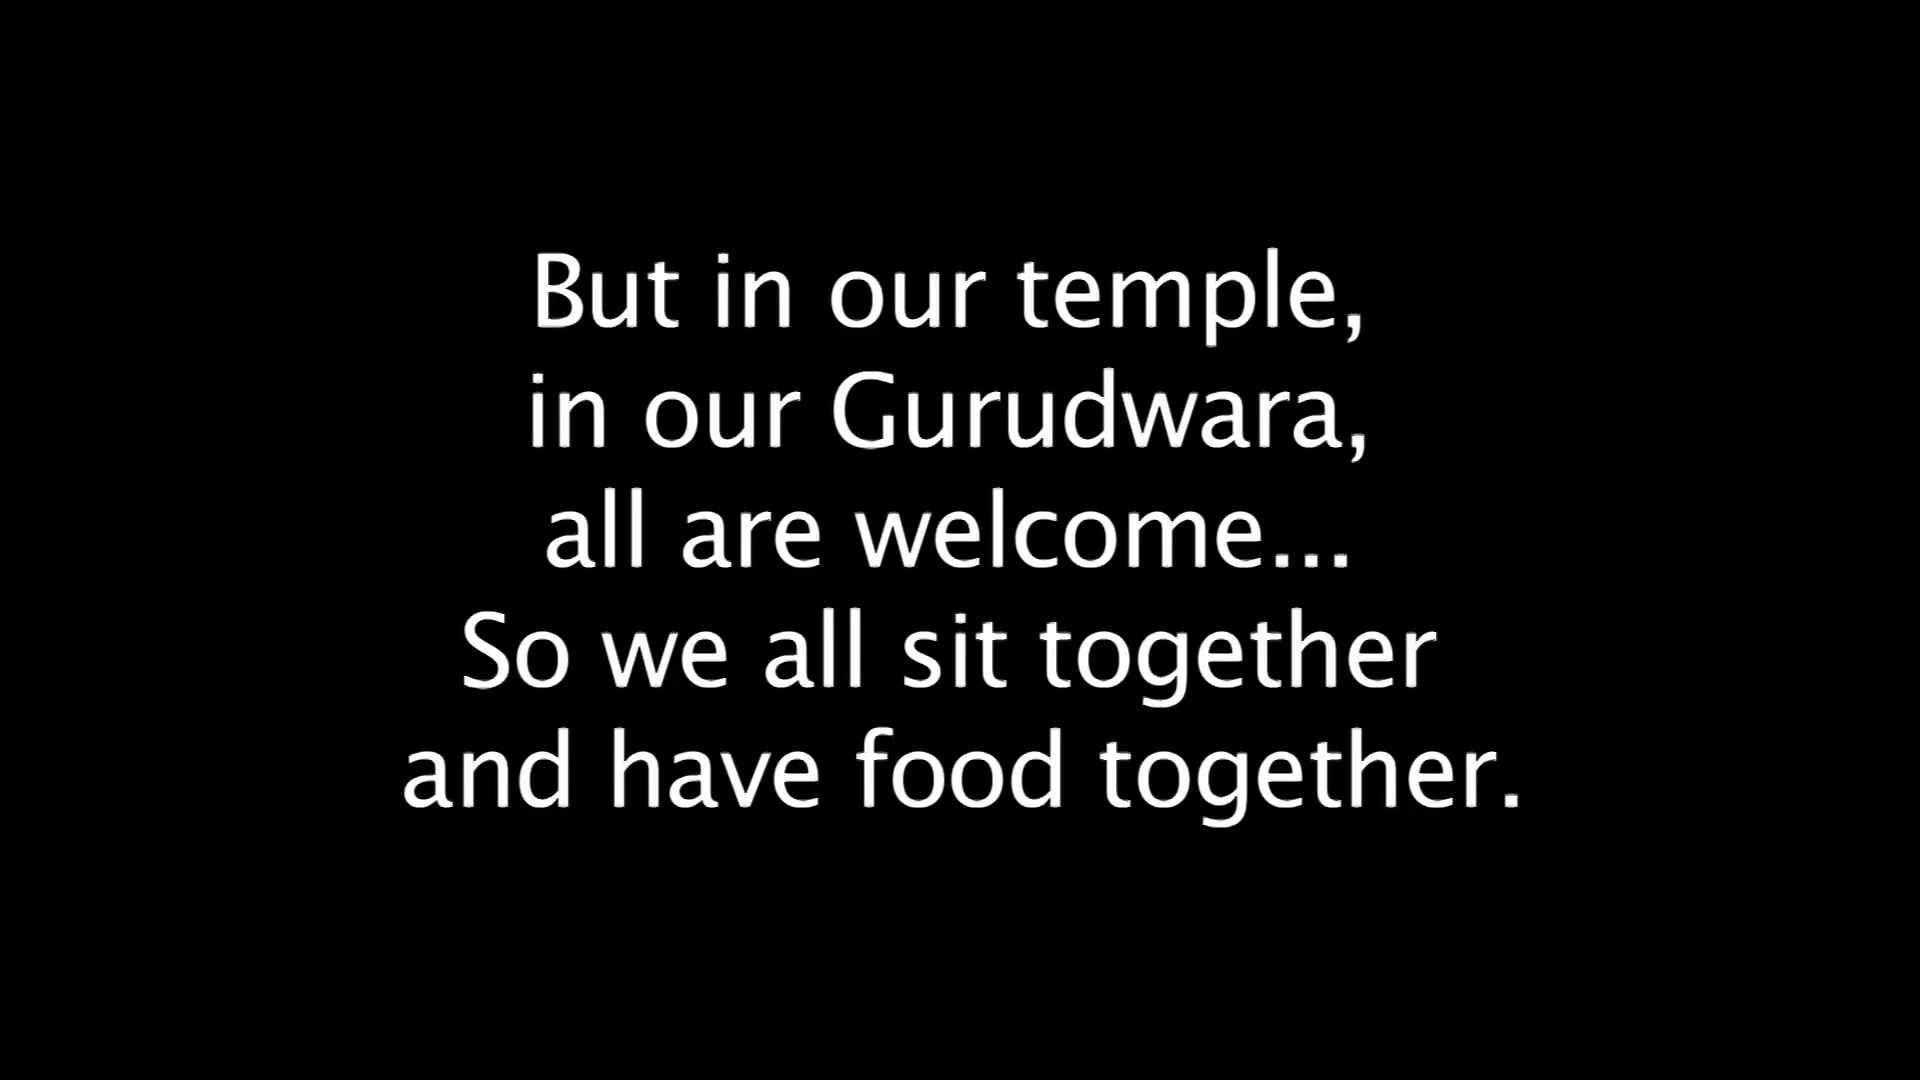 But in our temple,
in our Gurudwara,
all are welcome...
So we all sit together
and have food together.